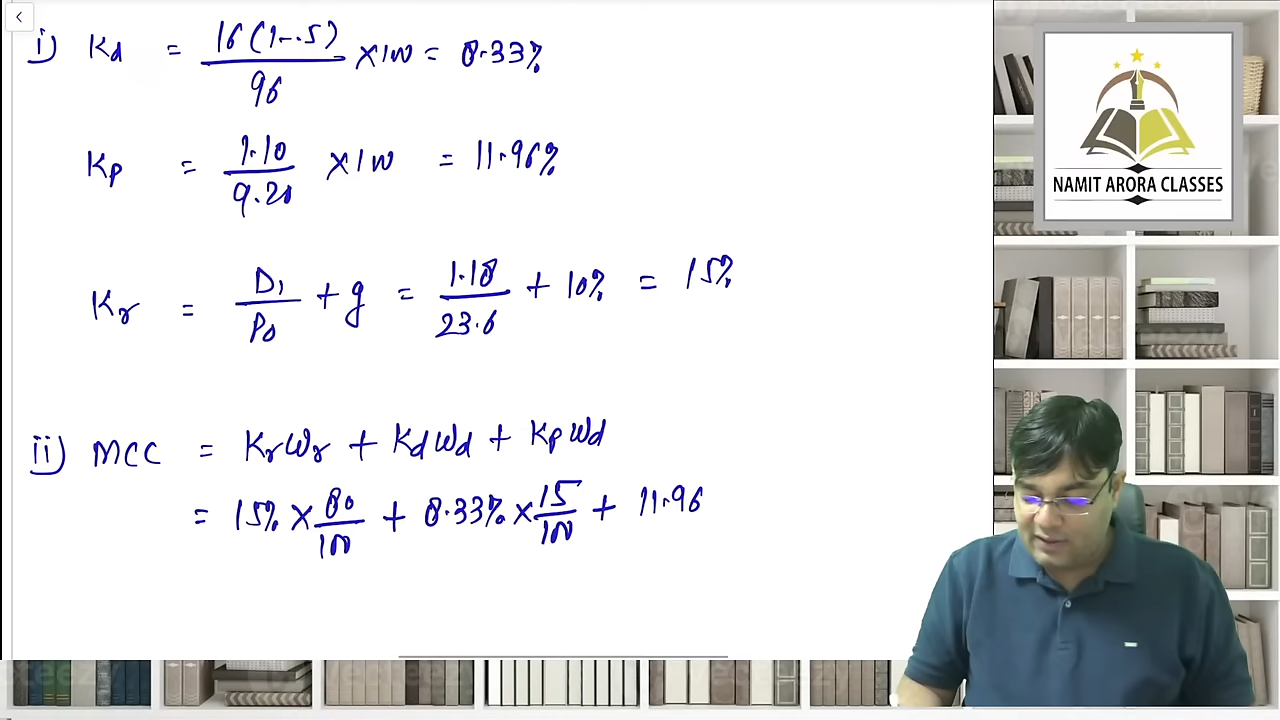 i) Kd = 16(1-.5) / 96 × 100 = 8.33%
Kp = 1.10 / 9.20 × 100 = 11.96%
Kr = D1 / P0 + g = 1.18 / 23.6 + 10% = 15%
ii) MCC = KrWr + KdWd + KpWd
= 15% × 80/100 + 8.33% × 15/100 + 11.96
NAMIT ARORA CLASSES